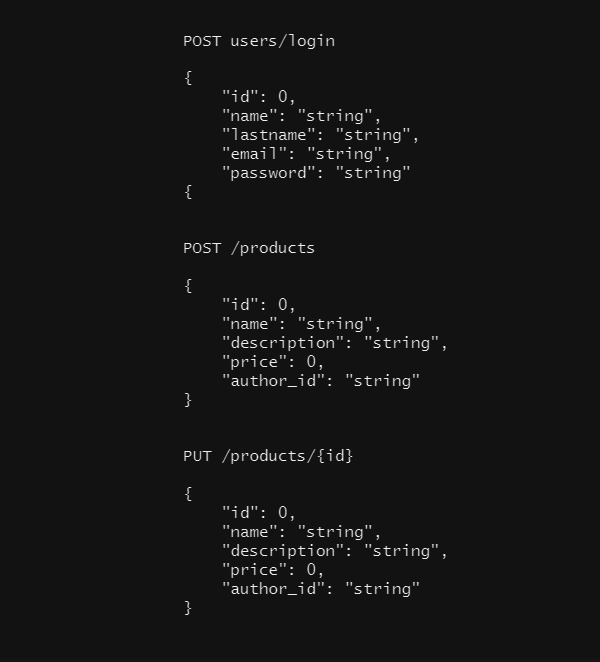 POST users/login
{
    "id": 0,
    "name": "string",
    "lastname": "string",
    "email": "string",
    "password": "string"
{
POST /products
{
    "id": 0,
    "name": "string",
    "description": "string",
    "price": 0,
    "author_id": "string"
}
PUT /products/{id}
{
    "id": 0,
    "name": "string",
    "description": "string",
    "price": 0,
    "author_id": "string"
}